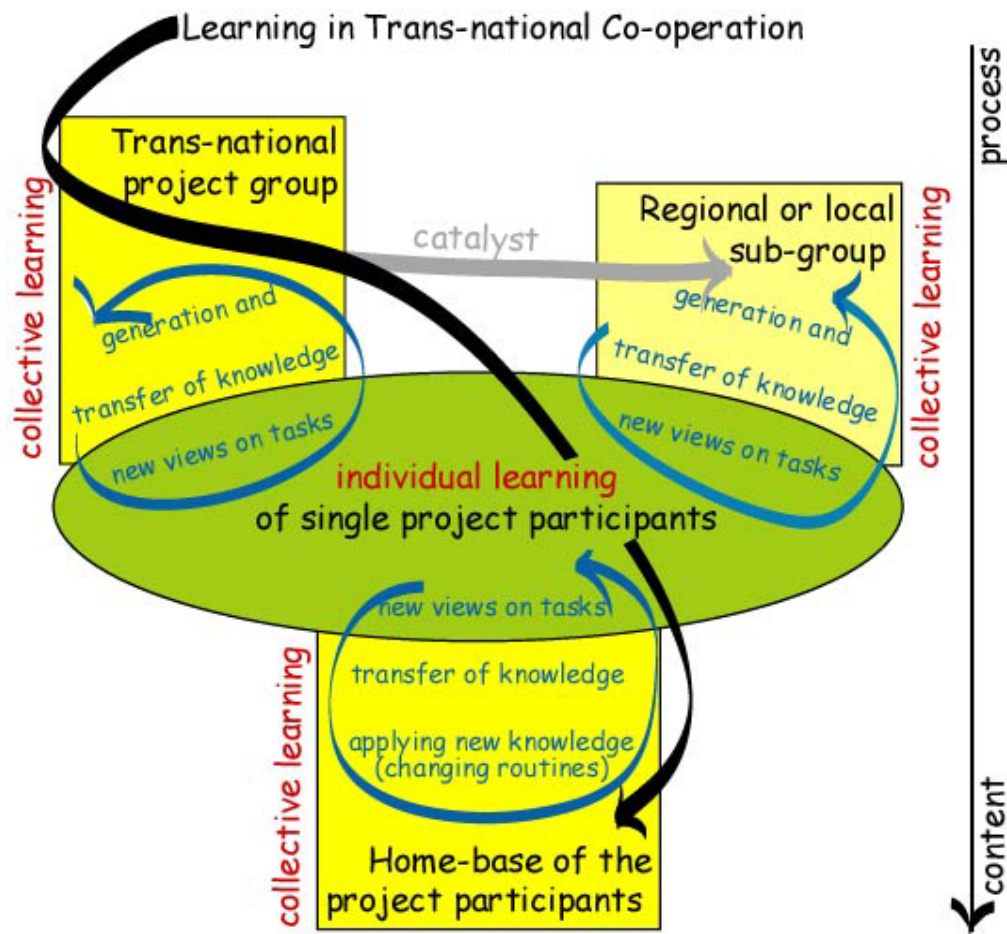 Learning in Trans-national Co-operation
process
Trans-national
project group
collective learning
catalyst
Regional or local
sub-group
collective learning
generation and
transfer of knowledge
new views on tasks
generation and
transfer of knowledge
new views on tasks
individual learning
of single project participants
new views on tasks
transfer of knowledge
applying new knowledge
(changing routines)
collective learning
Home-base of the
project participants
content